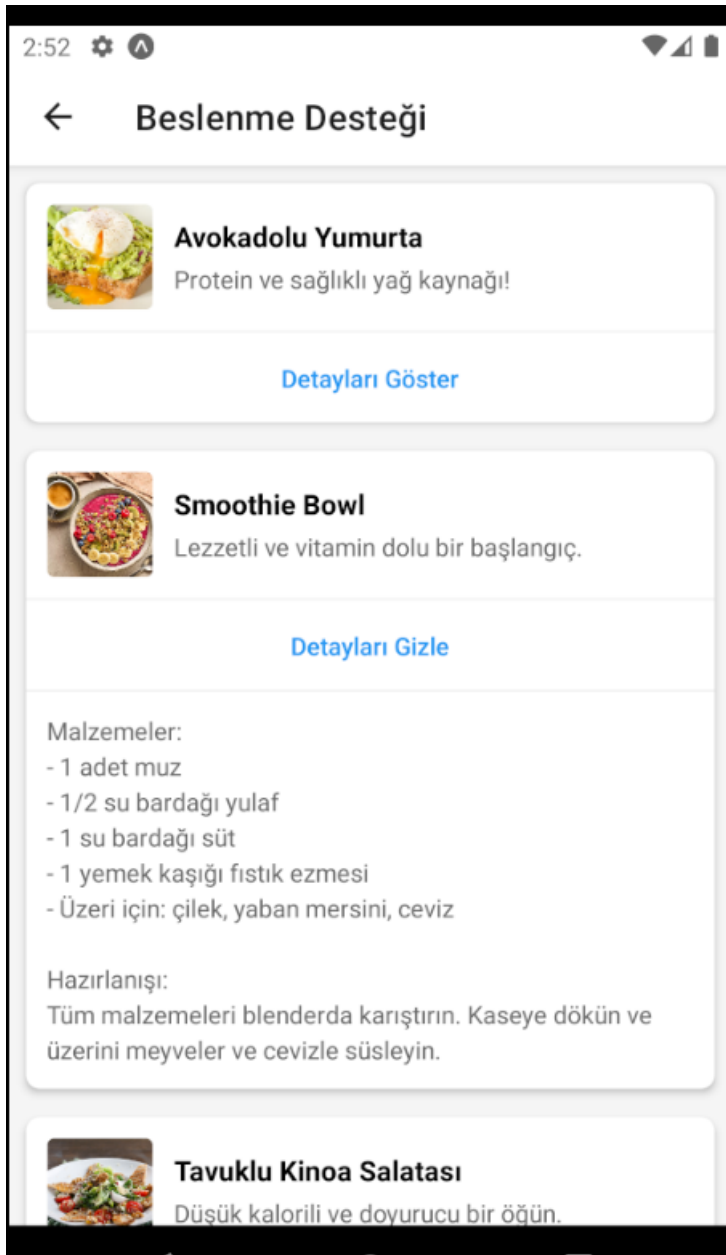 2:52
Beslenme Desteği
Avokadolu Yumurta
Protein ve sağlıklı yağ kaynağı!
Detayları Göster
Smoothie Bowl
Lezzetli ve vitamin dolu bir başlangıç.
Detayları Gizle
Malzemeler:
- 1 adet muz
- 1/2 su bardağı yulaf
- 1 su bardağı süt
- 1 yemek kaşığı fıstık ezmesi
- Üzeri için: çilek, yaban mersini, ceviz
Hazırlanışı:
Tüm malzemeleri blenderda karıştırın. Kaseye dökün ve
üzerini meyveler ve cevizle süsleyin.
Tavuklu Kinoa Salatası
Düşük kalorili ve doyurucu bir öğün.